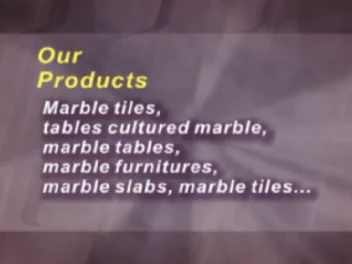 Our
Products
Marble tiles,
tables cultured marble,
marble tables,
marble furnitures,
marble slabs, marble tiles...